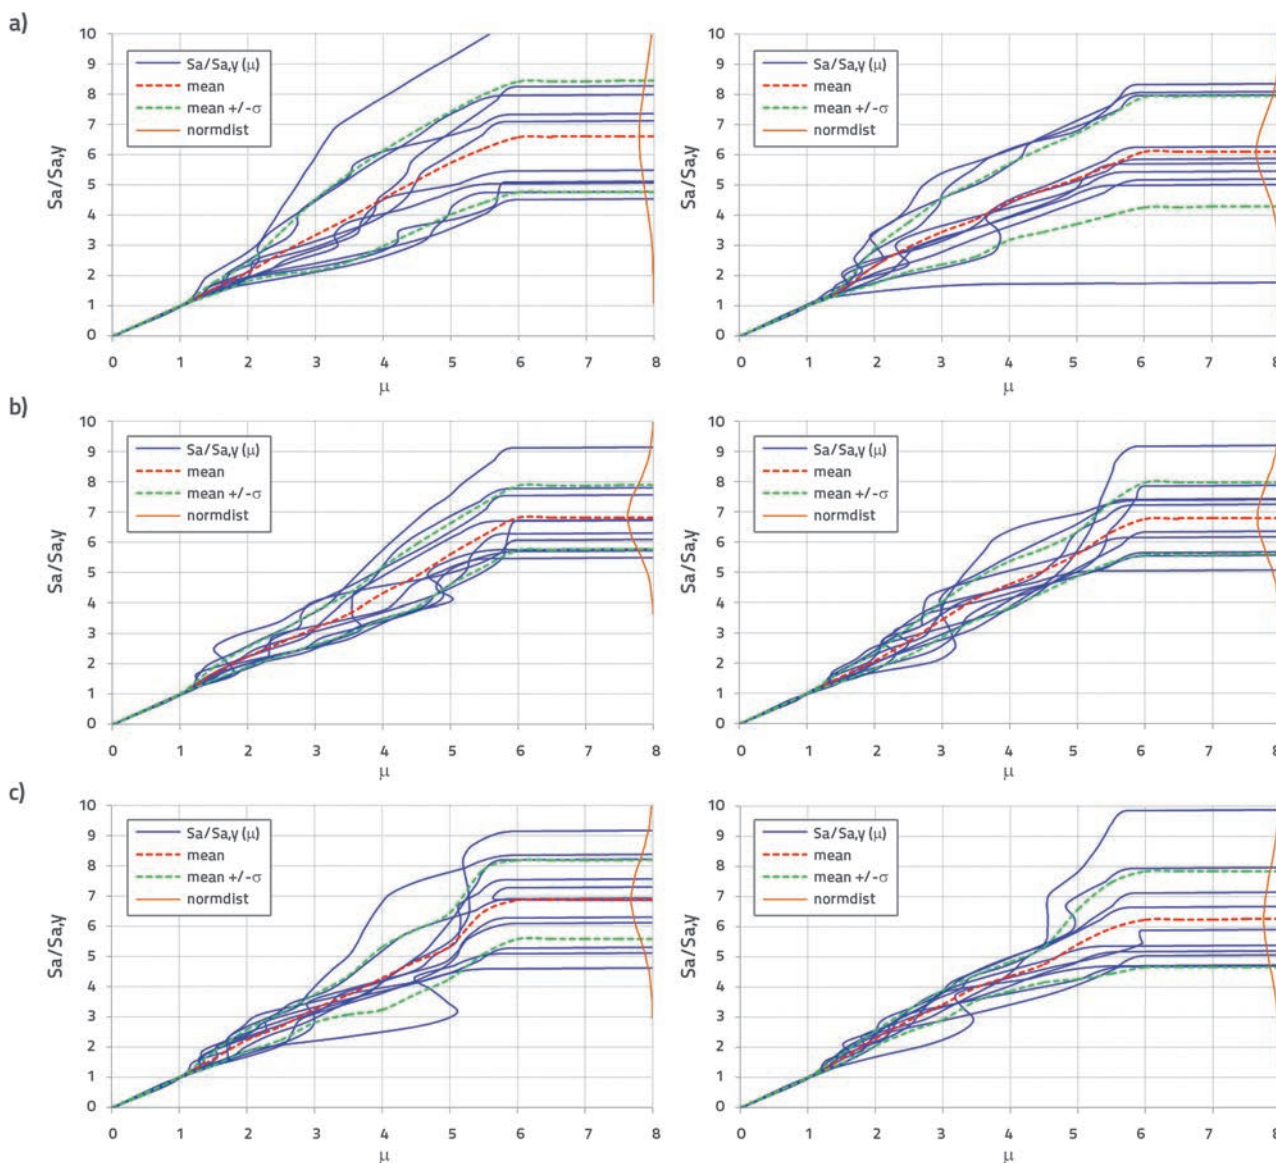 a)
10
9
8
7
6
5
4
3
2
1
0
Sa/Sa,y
Sa/Sa,y (μ)
mean
mean +/-σ
normdist
0 1 2 3 4 5 6 7 8
μ
10
9
8
7
6
5
4
3
2
1
0
Sa/Sa,y
Sa/Sa,y (μ)
mean
mean +/-σ
normdist
0 1 2 3 4 5 6 7 8
μ
b)
10
9
8
7
6
5
4
3
2
1
0
Sa/Sa,y
Sa/Sa,y (μ)
mean
mean +/-σ
normdist
0 1 2 3 4 5 6 7 8
μ
10
9
8
7
6
5
4
3
2
1
0
Sa/Sa,y
Sa/Sa,y (μ)
mean
mean +/-σ
normdist
0 1 2 3 4 5 6 7 8
μ
c)
10
9
8
7
6
5
4
3
2
1
0
Sa/Sa,y
Sa/Sa,y (μ)
mean
mean +/-σ
normdist
0 1 2 3 4 5 6 7 8
μ
10
9
8
7
6
5
4
3
2
1
0
Sa/Sa,y
Sa/Sa,y (μ)
mean
mean +/-σ
normdist
0 1 2 3 4 5 6 7 8
μ